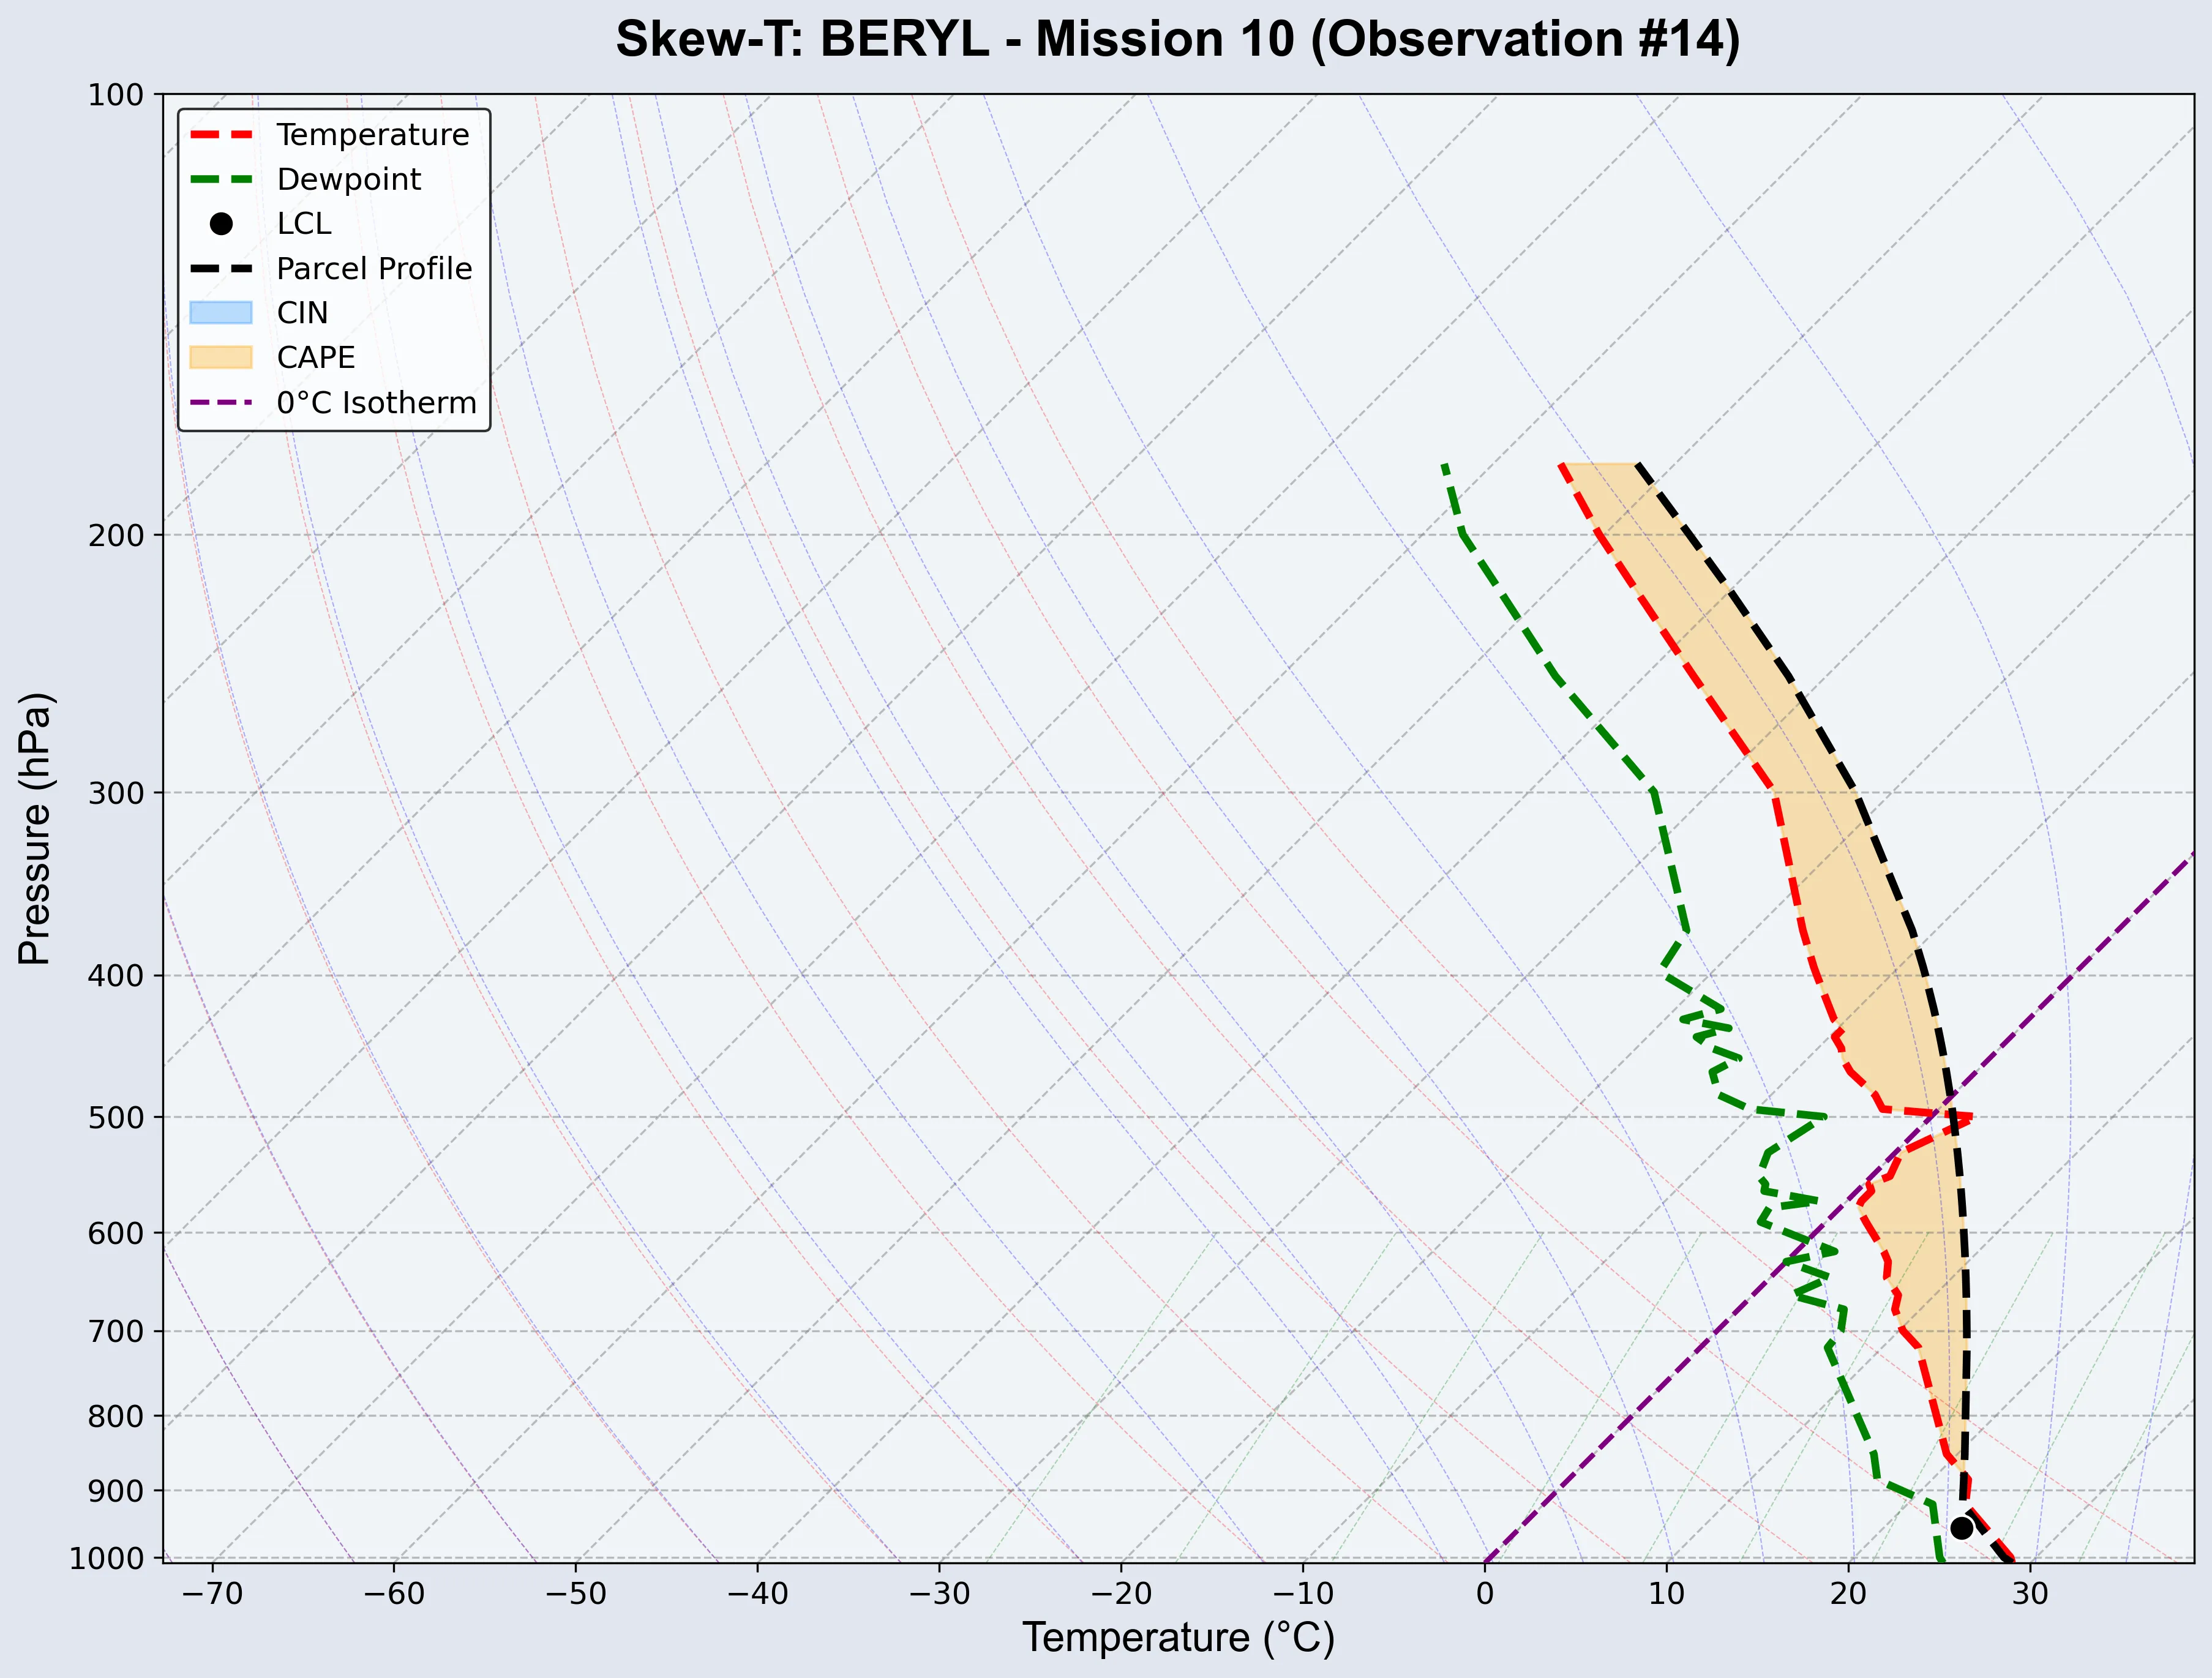 Skew-T: BERYL - Mission 10 (Observation #14)
Temperature
Dewpoint
LCL
Parcel Profile
CIN
CAPE
0°C Isotherm
Pressure (hPa)
100
200
300
400
500
600
700
800
900
1000
−70 −60 −50 −40 −30 −20 −10 0 10 20 30
Temperature (°C)